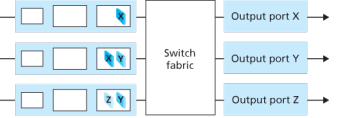 X
Output port X
X Y
Switch
fabric
Output port Y
Z Y
Output port Z